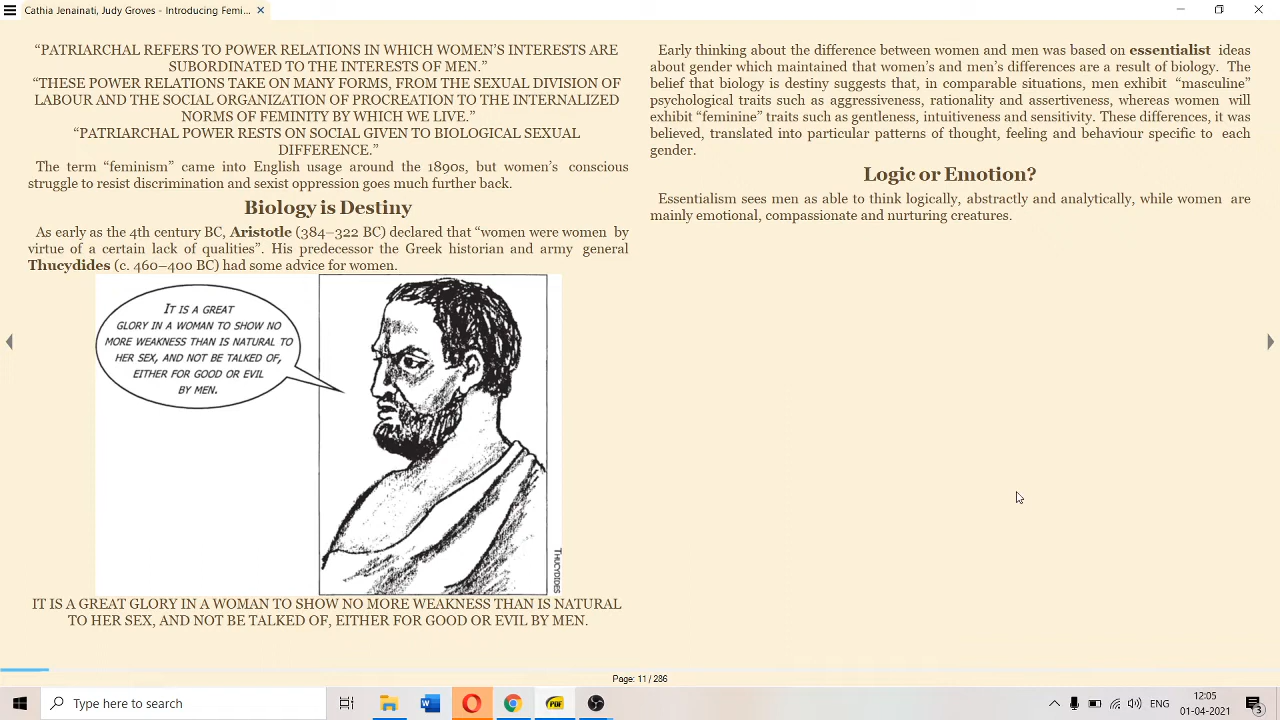 Cathia Jenainati, Judy Groves - Introducing Femi...
“PATRIARCHAL REFERS TO POWER RELATIONS IN WHICH WOMEN’S INTERESTS ARE
SUBORDINATED TO THE INTERESTS OF MEN.”
“THESE POWER RELATIONS TAKE ON MANY FORMS, FROM THE SEXUAL DIVISION OF
LABOUR AND THE SOCIAL ORGANIZATION OF PROCREATION TO THE INTERNALIZED
NORMS OF FEMINITY BY WHICH WE LIVE.”
“PATRIARCHAL POWER RESTS ON SOCIAL GIVEN TO BIOLOGICAL SEXUAL
DIFFERENCE.”
The term “feminism” came into English usage around the 1890s, but women’s conscious
struggle to resist discrimination and sexist oppression goes much further back.
Biology is Destiny
As early as the 4th century BC, Aristotle (384–322 BC) declared that “women were women by
virtue of a certain lack of qualities”. His predecessor the Greek historian and army general
Thucydides (c. 460–400 BC) had some advice for women.
IT IS A GREAT
GLORY IN A WOMAN TO SHOW NO
MORE WEAKNESS THAN IS NATURAL TO
HER SEX, AND NOT BE TALKED OF,
EITHER FOR GOOD OR EVIL
BY MEN.
THUCYDIDES
IT IS A GREAT GLORY IN A WOMAN TO SHOW NO MORE WEAKNESS THAN IS NATURAL
TO HER SEX, AND NOT BE TALKED OF, EITHER FOR GOOD OR EVIL BY MEN.
Early thinking about the difference between women and men was based on essentialist ideas
about gender which maintained that women’s and men’s differences are a result of biology. The
belief that biology is destiny suggests that, in comparable situations, men exhibit “masculine”
psychological traits such as aggressiveness, rationality and assertiveness, whereas women will
exhibit “feminine” traits such as gentleness, intuitiveness and sensitivity. These differences, it was
believed, translated into particular patterns of thought, feeling and behaviour specific to each
gender.
Logic or Emotion?
Essentialism sees men as able to think logically, abstractly and analytically, while women are
mainly emotional, compassionate and nurturing creatures.
Page: 11 / 286
Type here to search
PDF
ENG
12:05
01-04-2021
3